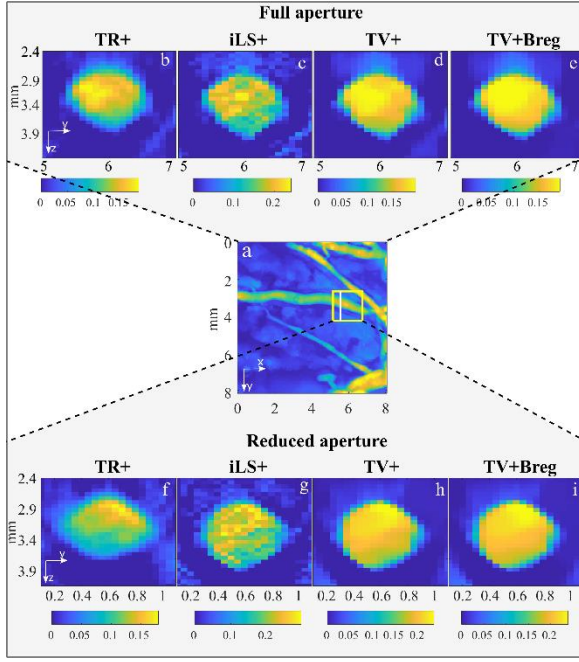 Full aperture
TR+ iLS+ TV+ TV+Breg
2.4 b c d e
2.9
mm 3.4
3.9
y
z
5 6 7 5 6 7 5 6 7 5 6 7
0 0.05 0.1 0.15 0 0.1 0.2 0 0.05 0.1 0.15 0 0.05 0.1 0.15
0 a
2
mm 4
6
x
y
8
0 2 4 6 8
Reduced aperture
TR+ iLS+ TV+ TV+Breg
2.4 f g h i
2.9
mm 3.4
3.9
y
z
0.2 0.4 0.6 0.8 1 0.2 0.4 0.6 0.8 1 0.2 0.4 0.6 0.8 1 0.2 0.4 0.6 0.8 1
0 0.05 0.1 0.15 0 0.1 0.2 0.3 0 0.05 0.1 0.15 0.2 0 0.05 0.1 0.15 0.2